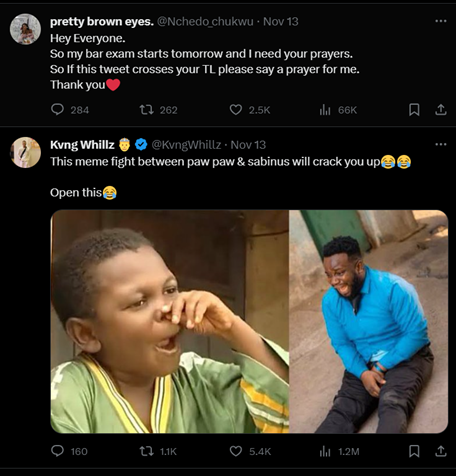 pretty brown eyes. @Nchedo_chukwu · Nov 13
Hey Everyone.
So my bar exam starts tomorrow and I need your prayers.
So If this tweet crosses your TL please say a prayer for me.
Thank you❤️
284 262 2.5K 66K
Kvng Whillz @KvngWhillz · Nov 13
This meme fight between paw paw & sabinus will crack you up😂😂
Open this😂
160 1.1K 5.4K 1.2M